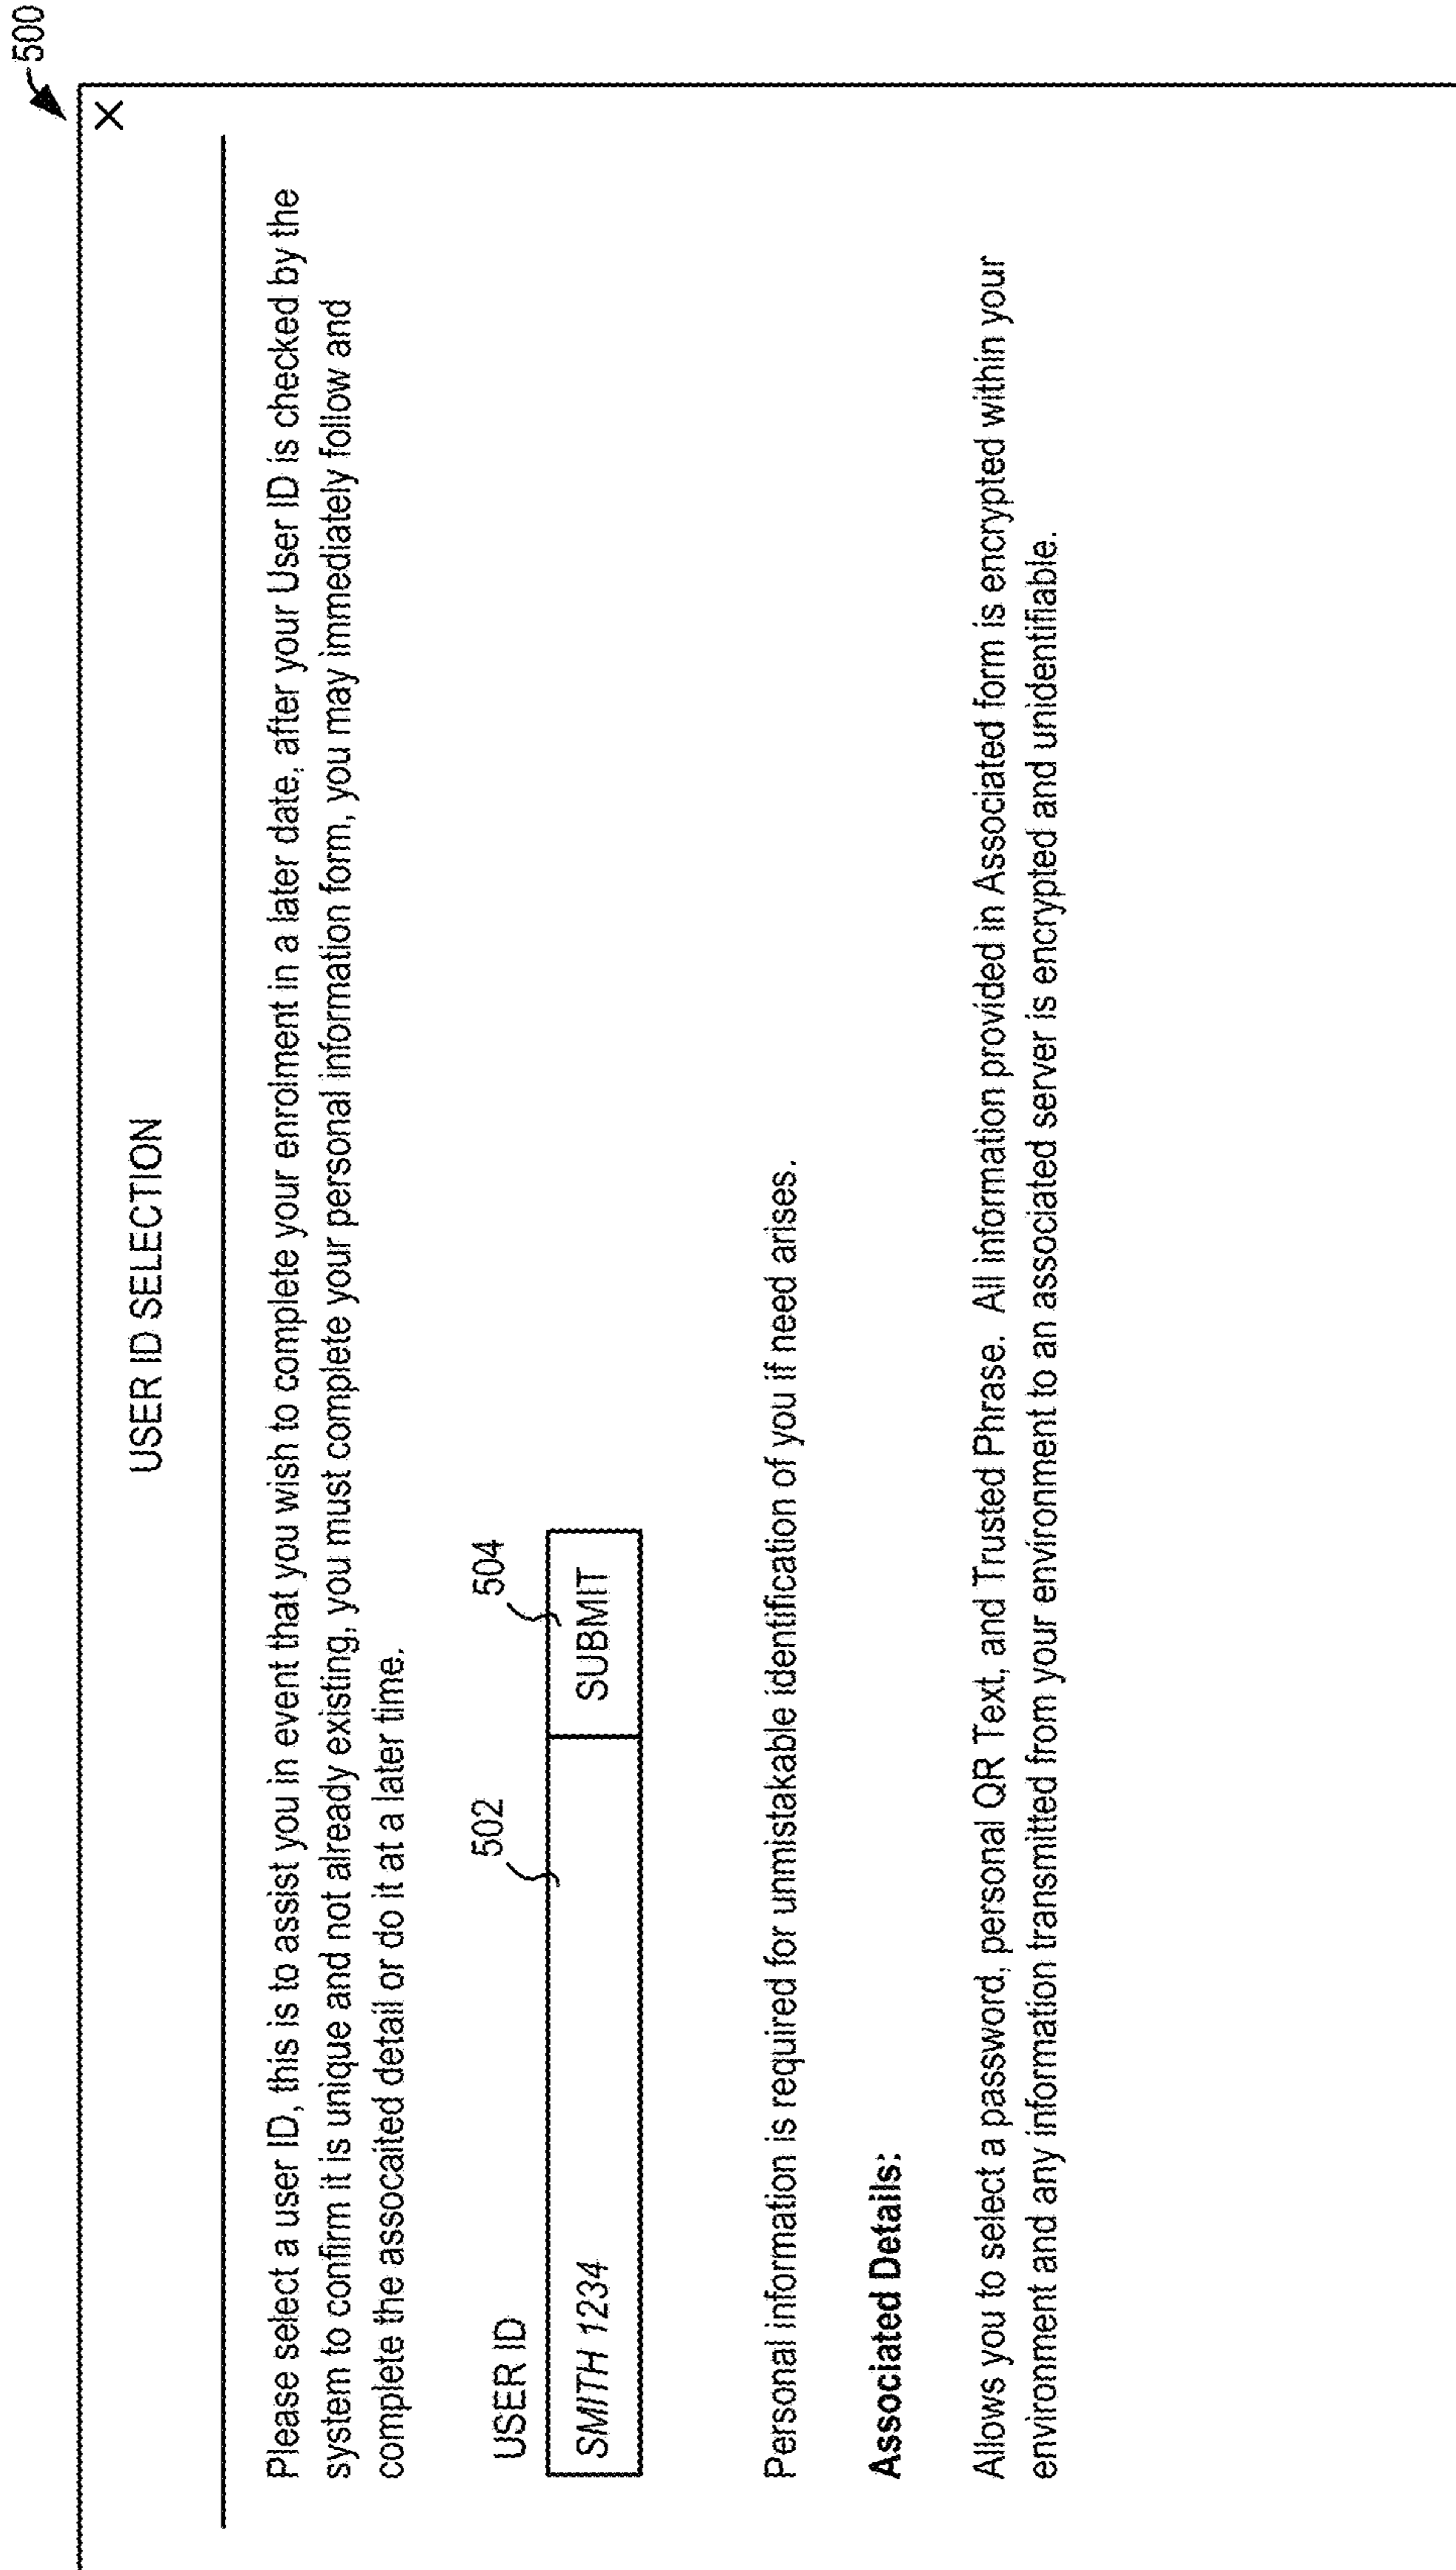 500
X
USER ID SELECTION
Please select a user ID, this is to assist you in event that you wish to complete your enrolment in a later date, after your User ID is checked by the
system to confirm it is unique and not already existing, you must complete your personal information form, you may immediately follow and
complete the assocaited detail or do it at a later time.
502
504
USER ID
SMITH 1234
SUBMIT
Personal information is required for unmistakable identification of you if need arises.
Associated Details:
Allows you to select a password, personal QR Text, and Trusted Phrase. All information provided in Associated form is encrypted within your
environment and any information transmitted from your environment to an associated server is encrypted and unidentifiable.